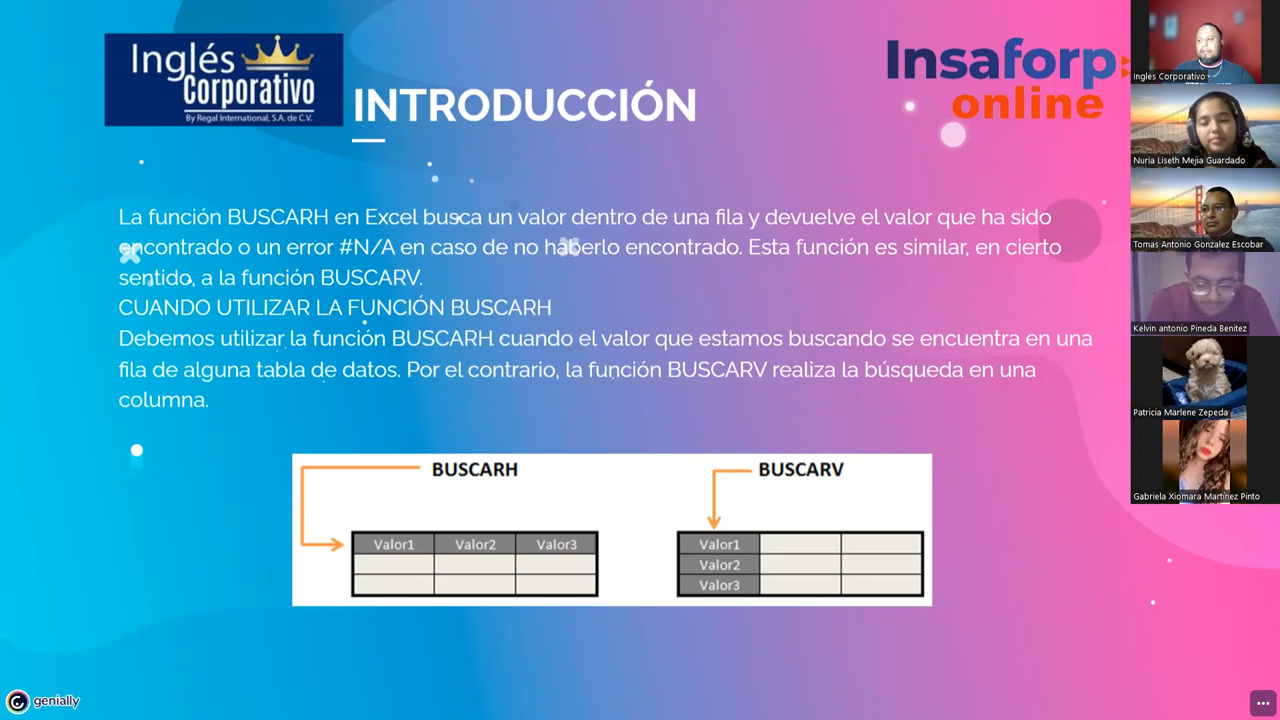 Inglés
Corporativo
By Regal International, S.A. de C.V.
INTRODUCCIÓN
Insaforp
online
La función BUSCARH en Excel busca un valor dentro de una fila y devuelve el valor que ha sido
encontrado o un error #N/A en caso de no haberlo encontrado. Esta función es similar, en cierto
sentido, a la función BUSCARV.
CUANDO UTILIZAR LA FUNCIÓN BUSCARH
Debemos utilizar la función BUSCARH cuando el valor que estamos buscando se encuentra en una
fila de alguna tabla de datos. Por el contrario, la función BUSCARV realiza la búsqueda en una
columna.
BUSCARH
Valor1 Valor2 Valor3
BUSCARV
Valor1
Valor2
Valor3
Ingles Corporativo
Nuria Liseth Mejia Guardado
Tomas Antonio Gonzalez Escobar
Kelvin antonio Pineda Benitez
Patricia Marlene Zepeda
Gabriela Xiomara Martínez Pinto
genially